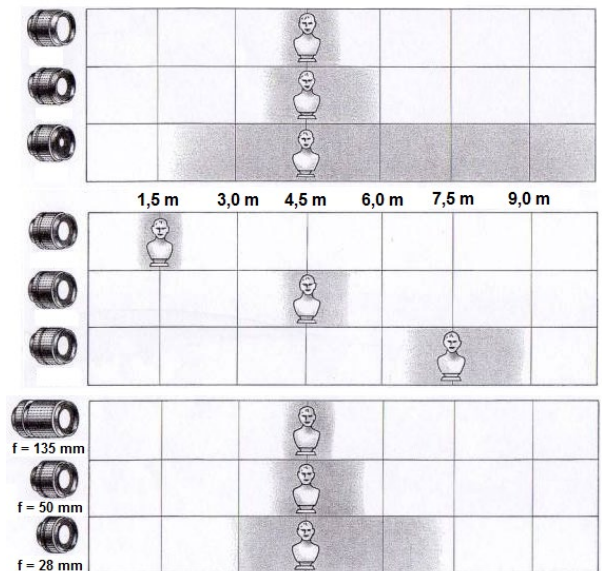 1,5 m 3,0 m 4,5 m 6,0 m 7,5 m 9,0 m
f = 135 mm
f = 50 mm
f = 28 mm